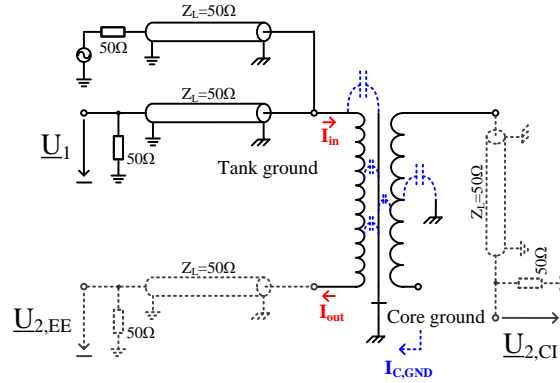 Z_L=50Ω
50Ω
Z_L=50Ω
U_1
I_in
50Ω
Tank ground
Z_L=50Ω
Z_L=50Ω
50Ω
U_2,EE
50Ω
I_out
Core ground
U_2,CI
I_C,GND